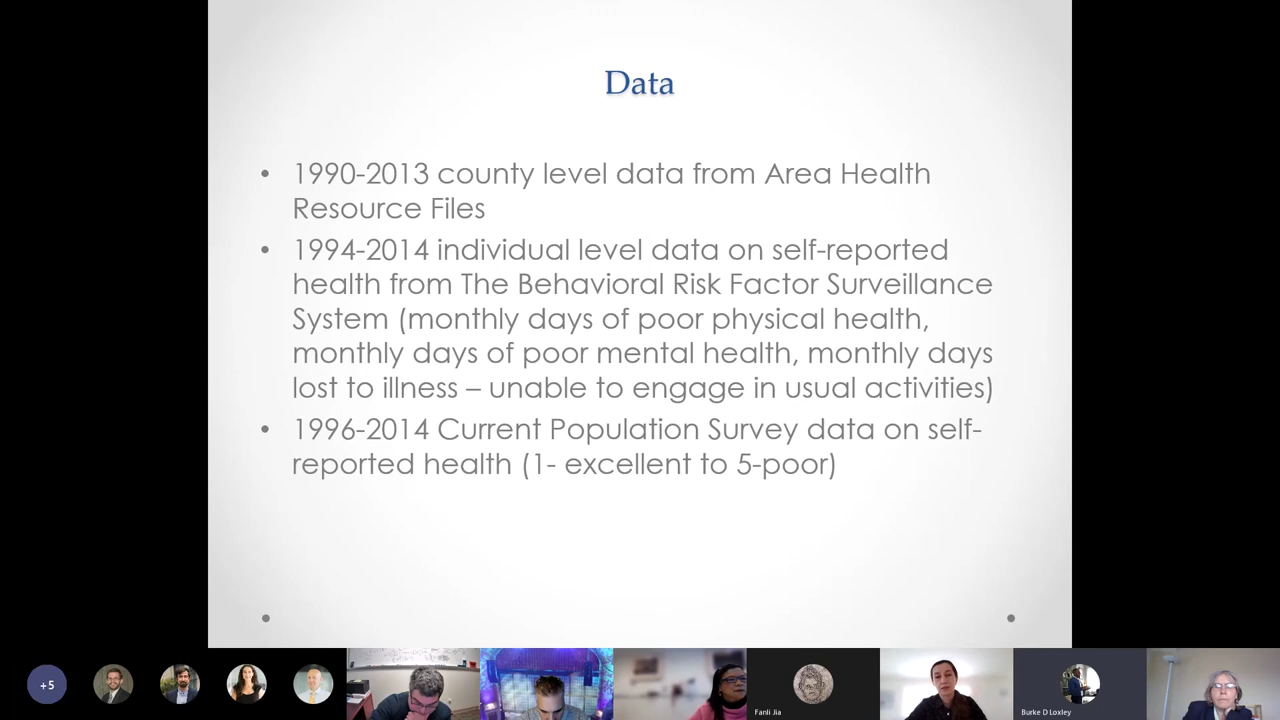 Data
• 1990-2013 county level data from Area Health
Resource Files
• 1994-2014 individual level data on self-reported
health from The Behavioral Risk Factor Surveillance
System (monthly days of poor physical health,
monthly days of poor mental health, monthly days
lost to illness – unable to engage in usual activities)
• 1996-2014 Current Population Survey data on self-
reported health (1- excellent to 5-poor)
+5
Fanli Jia
Burke D Loxley